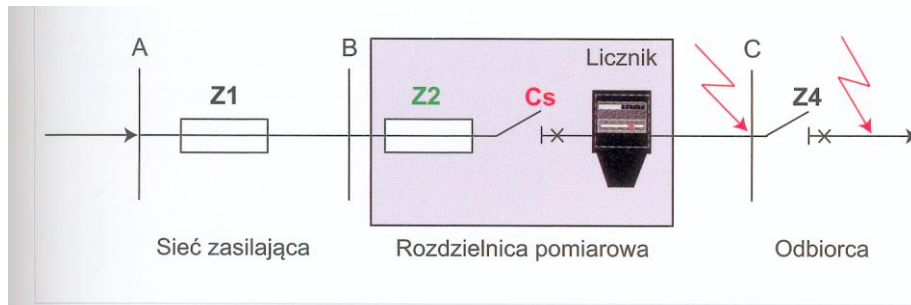 A
B
Licznik
C
Z1
Z2
Cs
Z4
Sieć zasilająca
Rozdzielnica pomiarowa
Odbiorca